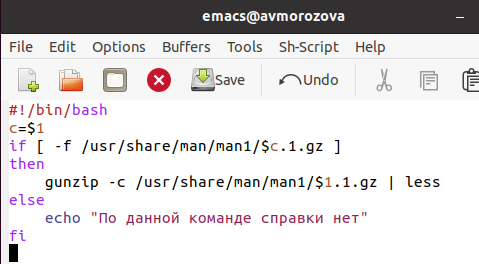 emacs@avmorozova
File Edit Options Buffers Tools Sh-Script Help
Save Undo
#!/bin/bash
c=$1
if [ -f /usr/share/man/man1/$c.1.gz ]
then
    gunzip -c /usr/share/man/man1/$1.1.gz | less
else
    echo "По данной команде справки нет"
fi